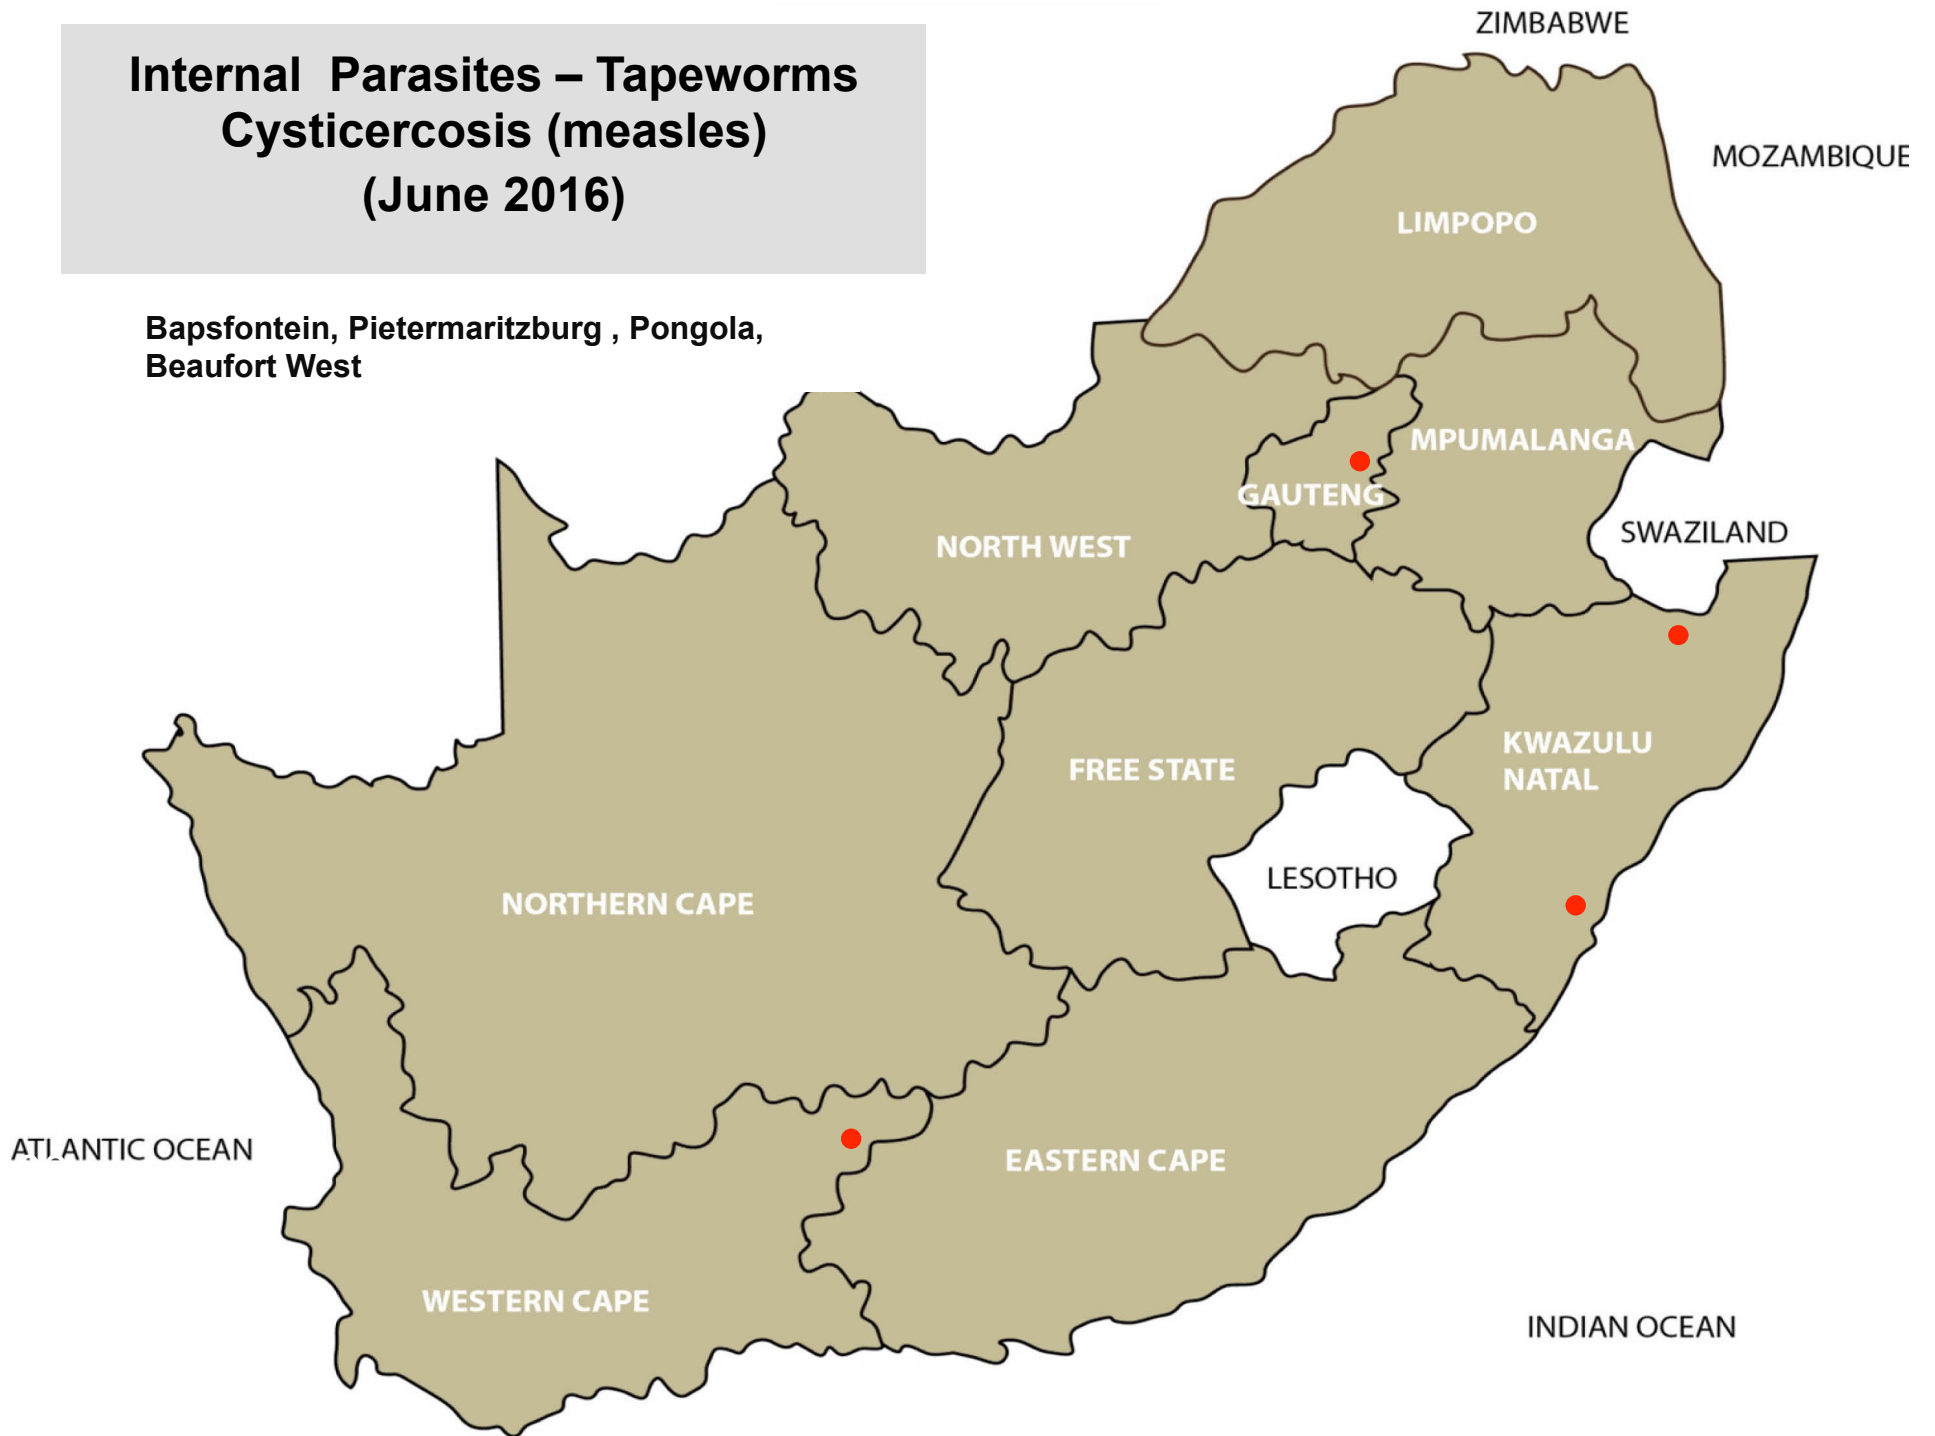 Internal Parasites – Tapeworms
Cysticercosis (measles)
(June 2016)
Bapsfontein, Pietermaritzburg , Pongola,
Beaufort West
ZIMBABWE
MOZAMBIQUE
LIMPOPO
MPUMALANGA
GAUTENG
SWAZILAND
NORTH WEST
KWAZULU
NATAL
FREE STATE
LESOTHO
NORTHERN CAPE
ATLANTIC OCEAN
EASTERN CAPE
WESTERN CAPE
INDIAN OCEAN